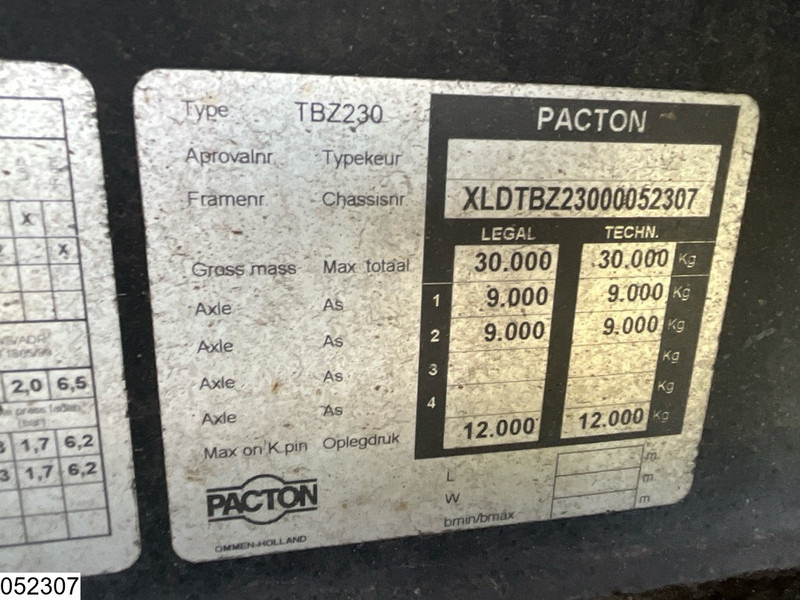 Type TBZ230 PACTON
Aprovalnr Typekeur
Framenr Chassisnr XLDTBZ23000052307
LEGAL TECHN.
Gross mass Max totaal 30.000 30.000 Kg
Axle As 1 9.000 9.000 Kg
Axle As 2 9.000 9.000 Kg
Axle As 3 Kg
Axle As 4 Kg
Max on K.pin Oplegdruk 12.000 12.000 Kg
L m
W m
bmin/bmax
PACTON
OMMEN-HOLLAND
x
x
2,0 6,5
(bar)
1,7 6,2
3 1,7 6,2
052307